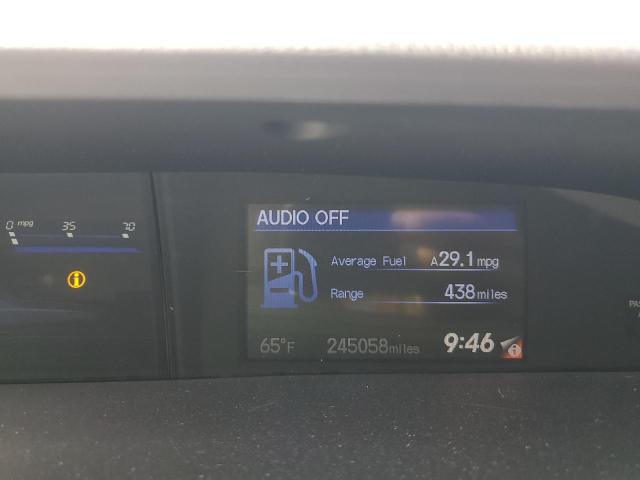 AUDIO OFF
0 mpg 35 70
Average Fuel A29.1 mpg
Range 438 miles
65°F 245058 miles 9:46
PAS